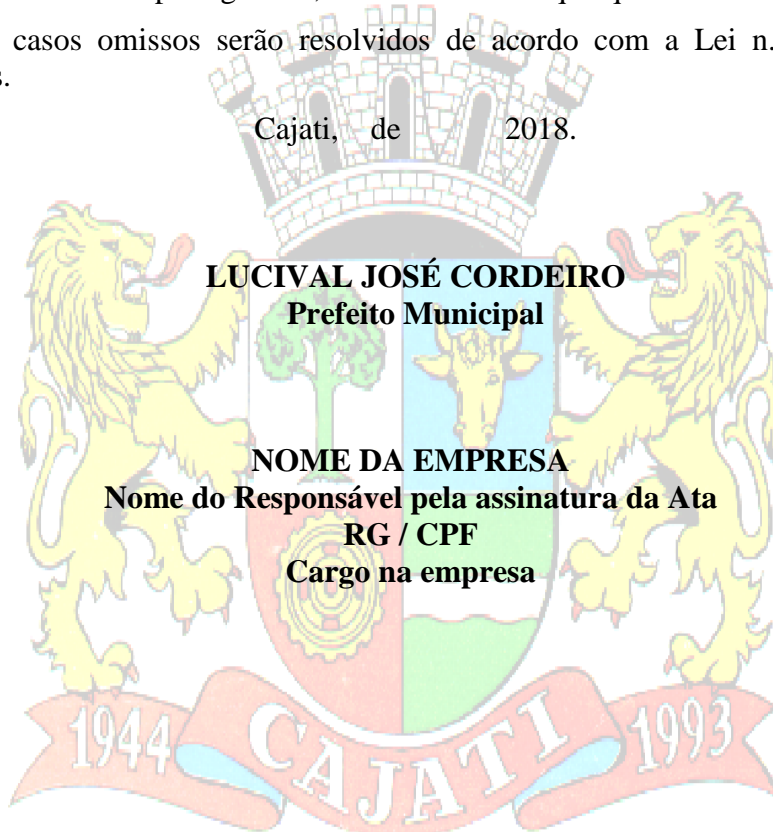 casos omissos serão resolvidos de acordo com a Lei n.
s.
Cajati, de 2018.
LUCIVAL JOSÉ CORDEIRO
Prefeito Municipal
NOME DA EMPRESA
Nome do Responsável pela assinatura da Ata
RG / CPF
Cargo na empresa
1944 CAJATI 1993